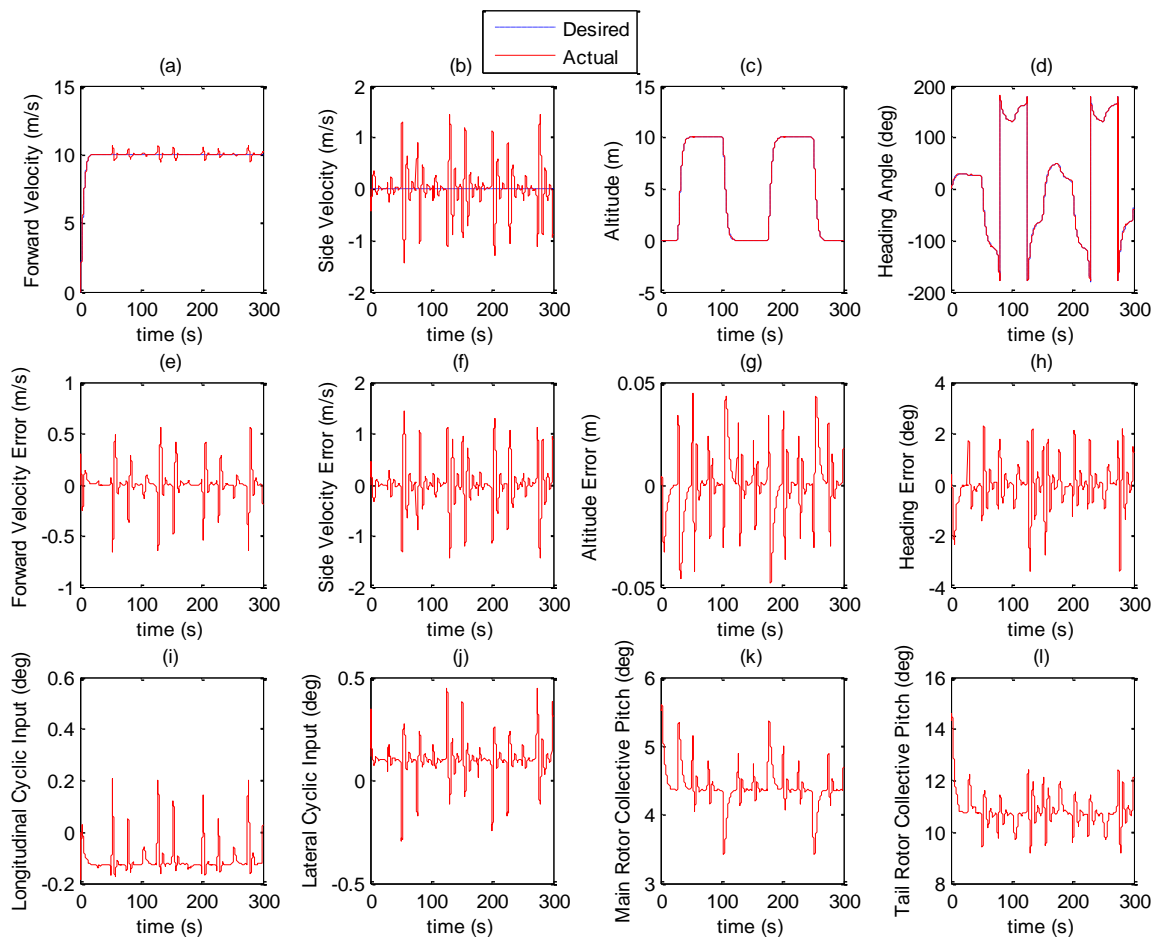 Desired
Actual
(a)
(b)
(c)
(d)
Forward Velocity (m/s)
15
10
5
0
0 100 200 300
time (s)
Side Velocity (m/s)
2
1
0
-1
-2
0 100 200 300
time (s)
Altitude (m)
15
10
5
0
-5
0 100 200 300
time (s)
Heading Angle (deg)
200
100
0
-100
-200
0 100 200 300
time (s)
(e)
(f)
(g)
(h)
Forward Velocity Error (m/s)
1
0.5
0
-0.5
-1
0 100 200 300
time (s)
Side Velocity Error (m/s)
2
1
0
-1
-2
0 100 200 300
time (s)
Altitude Error (m)
0.05
0
-0.05
0 100 200 300
time (s)
Heading Error (deg)
4
2
0
-2
-4
0 100 200 300
time (s)
(i)
(j)
(k)
(l)
Longitudinal Cyclic Input (deg)
0.6
0.4
0.2
0
-0.2
0 100 200 300
time (s)
Lateral Cyclic Input (deg)
0.5
0
-0.5
0 100 200 300
time (s)
Main Rotor Collective Pitch (deg)
6
5
4
3
0 100 200 300
time (s)
Tail Rotor Collective Pitch (deg)
16
14
12
10
8
0 100 200 300
time (s)